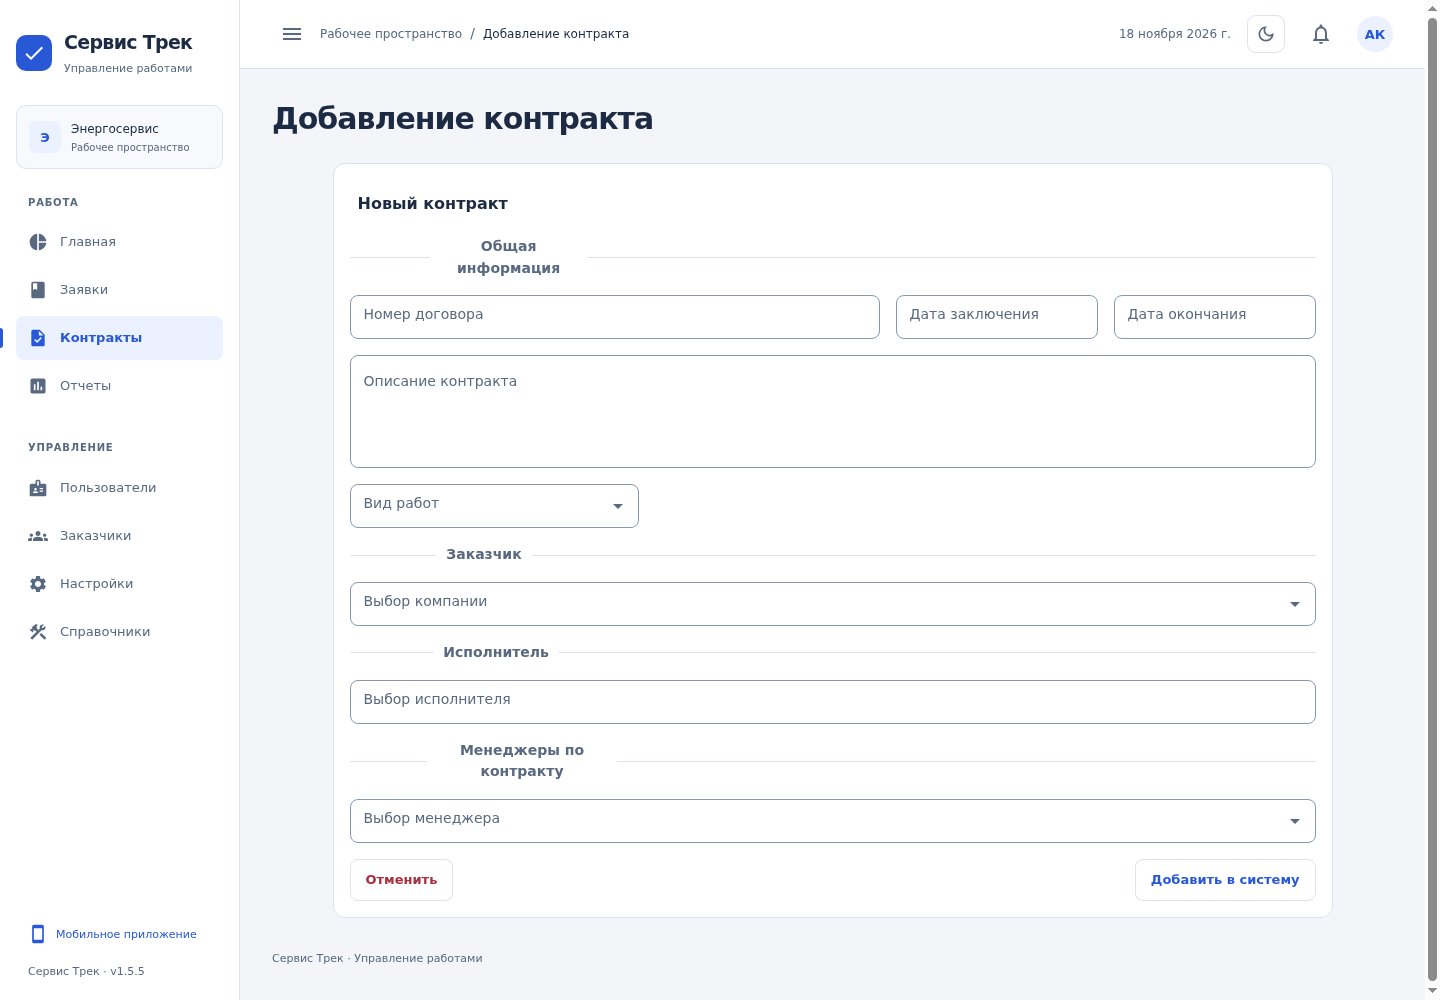 Сервис Трек
Управление работами
Э
Энергосервис
Рабочее пространство
РАБОТА
Главная
Заявки
Контракты
Отчеты
УПРАВЛЕНИЕ
Пользователи
Заказчики
Настройки
Справочники
Мобильное приложение
Сервис Трек · v1.5.5
Рабочее пространство / Добавление контракта
18 ноября 2026 г.
АК
Добавление контракта
Новый контракт
Общая
информация
Номер договора
Дата заключения
Дата окончания
Описание контракта
Вид работ
Заказчик
Выбор компании
Исполнитель
Выбор исполнителя
Менеджеры по
контракту
Выбор менеджера
Отменить
Добавить в систему
Сервис Трек · Управление работами